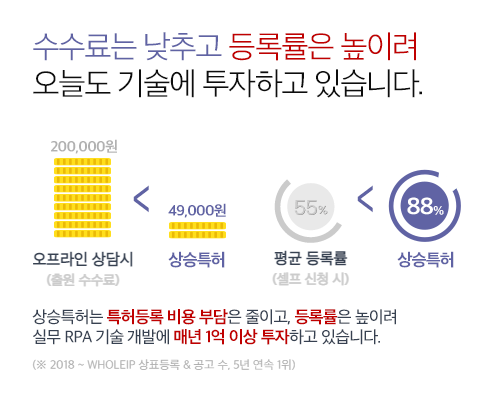 수수료는 낮추고 등록률은 높이려
오늘도 기술에 투자하고 있습니다.
200,000원
<
49,000원
55%
<
88%
오프라인 상담시
(출원 수수료)
상승특허
평균 등록률
(셀프 신청 시)
상승특허
상승특허는 특허등록 비용 부담은 줄이고, 등록률은 높이려
실무 RPA 기술 개발에 매년 1억 이상 투자하고 있습니다.
(※ 2018 ~ WHOLEIP 상표등록 & 공고 수, 5년 연속 1위)